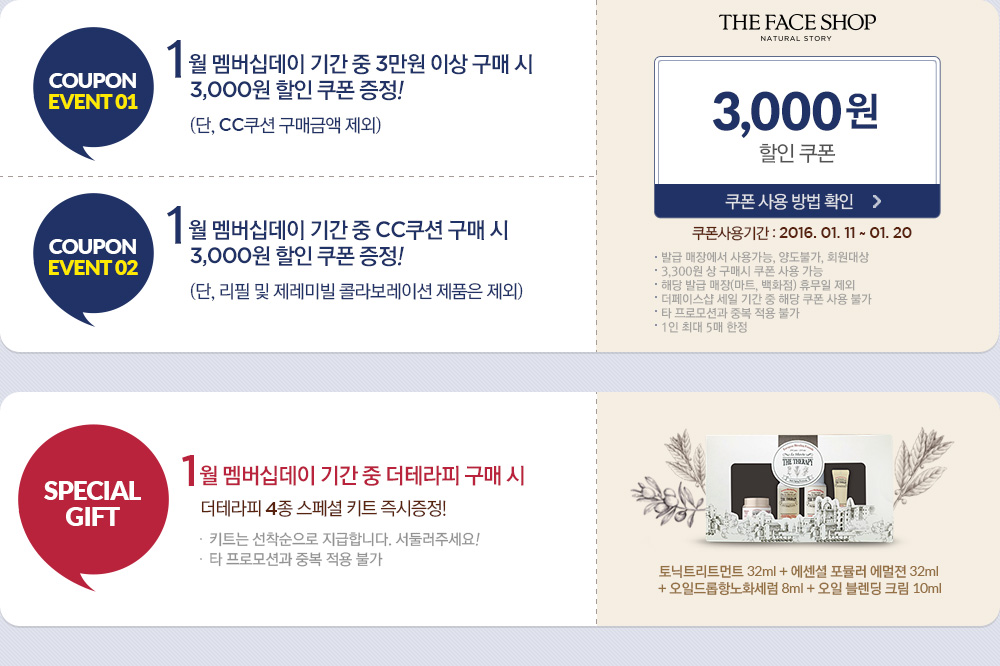 COUPON
EVENT 01
1월 멤버십데이 기간 중 3만원 이상 구매 시
3,000원 할인 쿠폰 증정!
(단, CC쿠션 구매금액 제외)
COUPON
EVENT 02
1월 멤버십데이 기간 중 CC쿠션 구매 시
3,000원 할인 쿠폰 증정!
(단, 리필 및 제레미빌 콜라보레이션 제품은 제외)
THE FACE SHOP
NATURAL STORY
3,000원
할인 쿠폰
쿠폰 사용 방법 확인 >
쿠폰사용기간 : 2016. 01. 11 ~ 01. 20
· 발급 매장에서 사용가능, 양도불가, 회원대상
· 3,300원 상 구매시 쿠폰 사용 가능
· 해당 발급 매장(마트, 백화점) 휴무일 제외
· 더페이스샵 세일 기간 중 해당 쿠폰 사용 불가
· 타 프로모션과 중복 적용 불가
· 1인 최대 5매 한정
SPECIAL
GIFT
1월 멤버십데이 기간 중 더테라피 구매 시
더테라피 4종 스페셜 키트 즉시증정!
· 키트는 선착순으로 지급합니다. 서둘러주세요!
· 타 프로모션과 중복 적용 불가
THE THERAPY
토닉트리트먼트 32ml + 에센셜 포뮬러 에멀젼 32ml
+ 오일드롭항노화세럼 8ml + 오일 블렌딩 크림 10ml